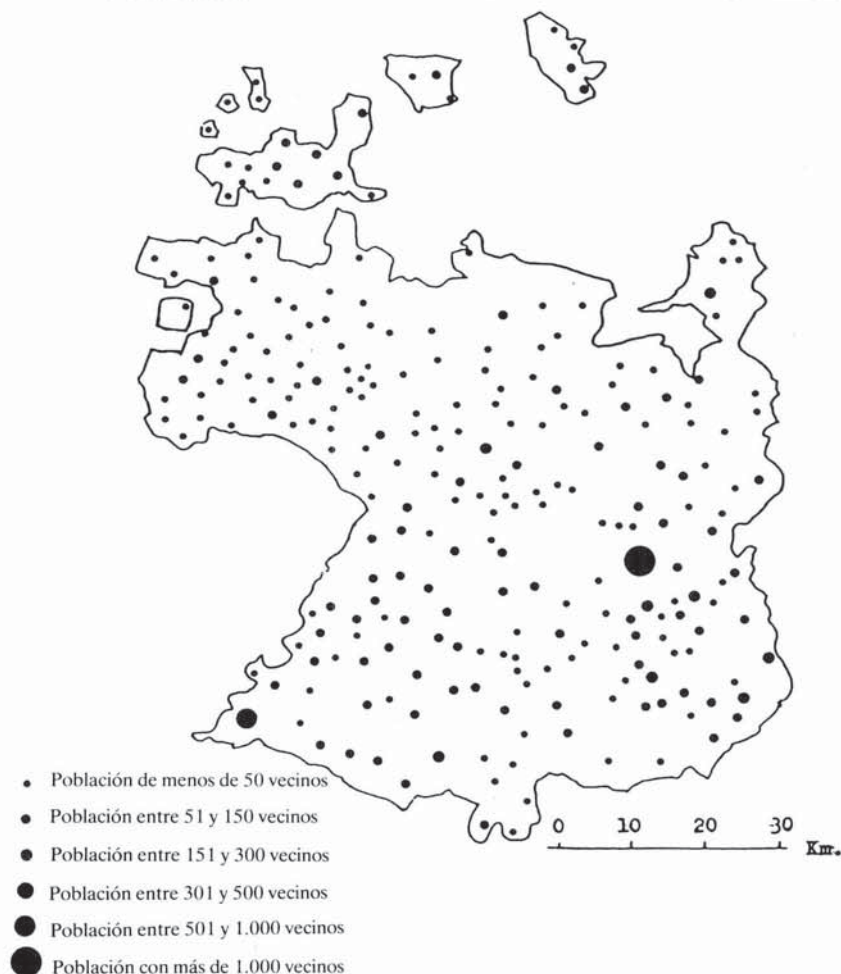 Población de menos de 50 vecinos
Población entre 51 y 150 vecinos
Población entre 151 y 300 vecinos
Población entre 301 y 500 vecinos
Población entre 501 y 1.000 vecinos
Población con más de 1.000 vecinos
0 10 20 30
Km.